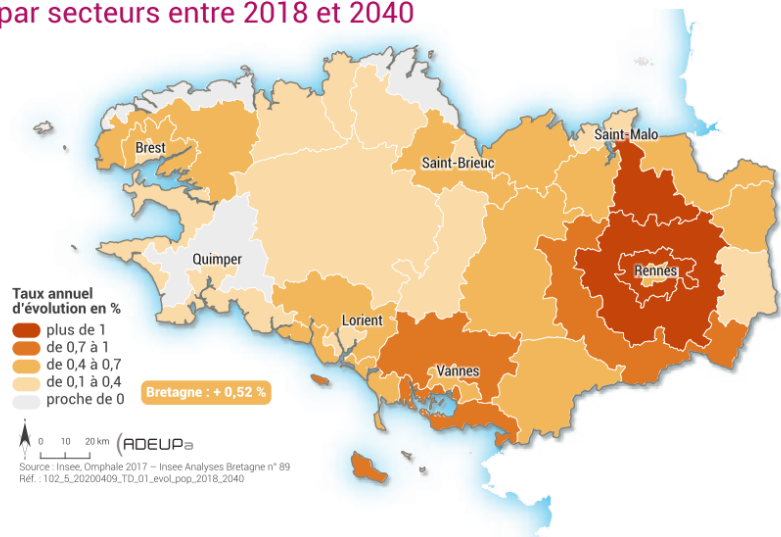 par secteurs entre 2018 et 2040
Saint-Malo
Brest
Saint-Brieuc
Quimper
Rennes
Taux annuel
d'évolution en %
plus de 1
de 0,7 à 1
de 0,4 à 0,7
de 0,1 à 0,4
proche de 0
Lorient
Vannes
Bretagne : + 0,52 %
0 10 20 km
ADEUPa
Source : Insee, Omphale 2017 – Insee Analyses Bretagne n° 89
Réf. : 102_5_20200409_TD_01_evol_pop_2018_2040